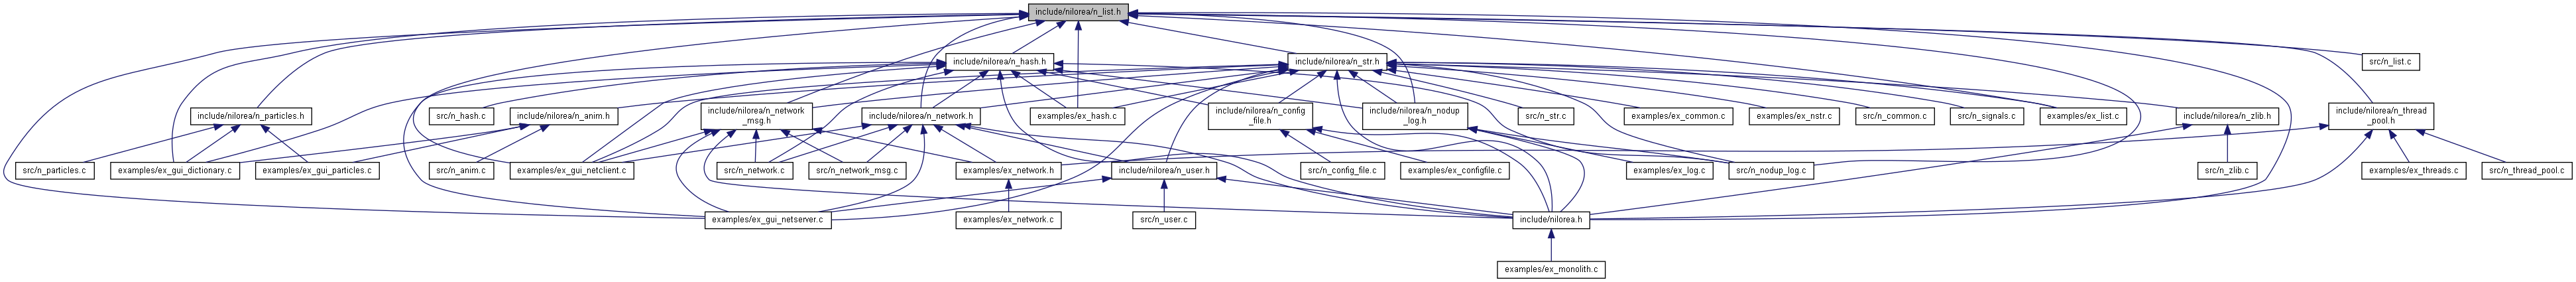 include/nilorea/n_list.h
include/nilorea/n_hash.h
include/nilorea/n_str.h
src/n_list.c
include/nilorea/n_particles.h
src/n_hash.c
include/nilorea/n_anim.h
include/nilorea/n_network
_msg.h
include/nilorea/n_network.h
examples/ex_hash.c
include/nilorea/n_config
_file.h
include/nilorea/n_nodup
_log.h
src/n_str.c
examples/ex_common.c
examples/ex_nstr.c
src/n_common.c
src/n_signals.c
examples/ex_list.c
include/nilorea/n_zlib.h
include/nilorea/n_thread
_pool.h
src/n_particles.c
examples/ex_gui_dictionary.c
examples/ex_gui_particles.c
src/n_anim.c
examples/ex_gui_netclient.c
src/n_network.c
src/n_network_msg.c
examples/ex_network.h
include/nilorea/n_user.h
src/n_config_file.c
examples/ex_configfile.c
examples/ex_log.c
src/n_nodup_log.c
src/n_zlib.c
examples/ex_threads.c
src/n_thread_pool.c
examples/ex_gui_netserver.c
examples/ex_network.c
src/n_user.c
include/nilorea.h
examples/ex_monolith.c